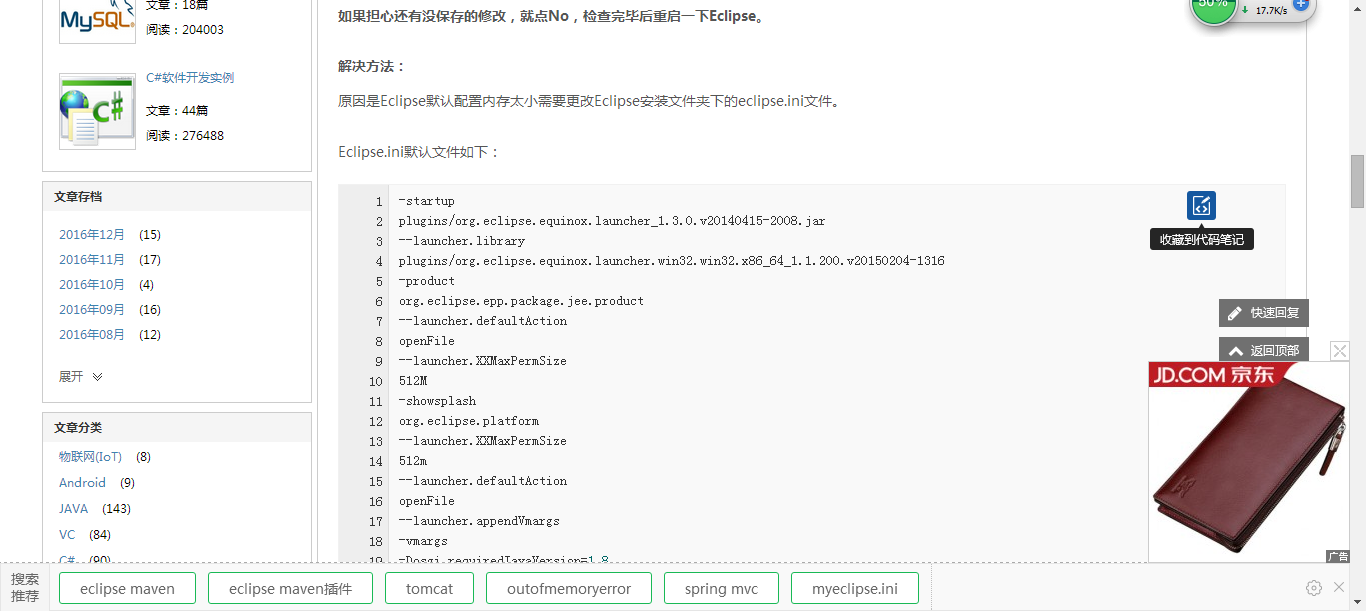 文章：18篇
MySQL
阅读：204003
C#软件开发实例
C#
文章：44篇
阅读：276488
文章存档
2016年12月 (15)
2016年11月 (17)
2016年10月 (4)
2016年09月 (16)
2016年08月 (12)
展开
文章分类
物联网(IoT) (8)
Android (9)
JAVA (143)
VC (84)
C# (90)
如果担心还有没保存的修改，就点No，检查完毕后重启一下Eclipse。
解决方法：
原因是Eclipse默认配置内存太小需要更改Eclipse安装文件夹下的eclipse.ini文件。
Eclipse.ini默认文件如下：
1 -startup
2 plugins/org.eclipse.equinox.launcher_1.3.0.v20140415-2008.jar
3 --launcher.library
4 plugins/org.eclipse.equinox.launcher.win32.win32.x86_64_1.1.200.v20150204-1316
5 -product
6 org.eclipse.epp.package.jee.product
7 --launcher.defaultAction
8 openFile
9 --launcher.XXMaxPermSize
10 512M
11 -showsplash
12 org.eclipse.platform
13 --launcher.XXMaxPermSize
14 512m
15 --launcher.defaultAction
16 openFile
17 --launcher.appendVmargs
18 -vmargs
19 -Dosgi.requiredJavaVersion=1.8
50%
17.7K/s
收藏到代码笔记
快速回复
返回顶部
JD.COM 京东
广告
搜索
推荐
eclipse maven
eclipse maven插件
tomcat
outofmemoryerror
spring mvc
myeclipse.ini